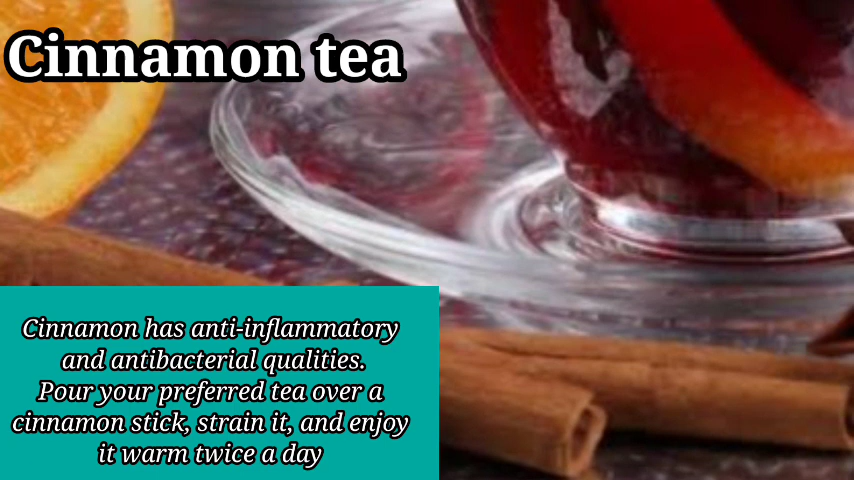 Cinnamon tea
Cinnamon has anti-inflammatory
and antibacterial qualities.
Pour your preferred tea over a
cinnamon stick, strain it, and enjoy
it warm twice a day